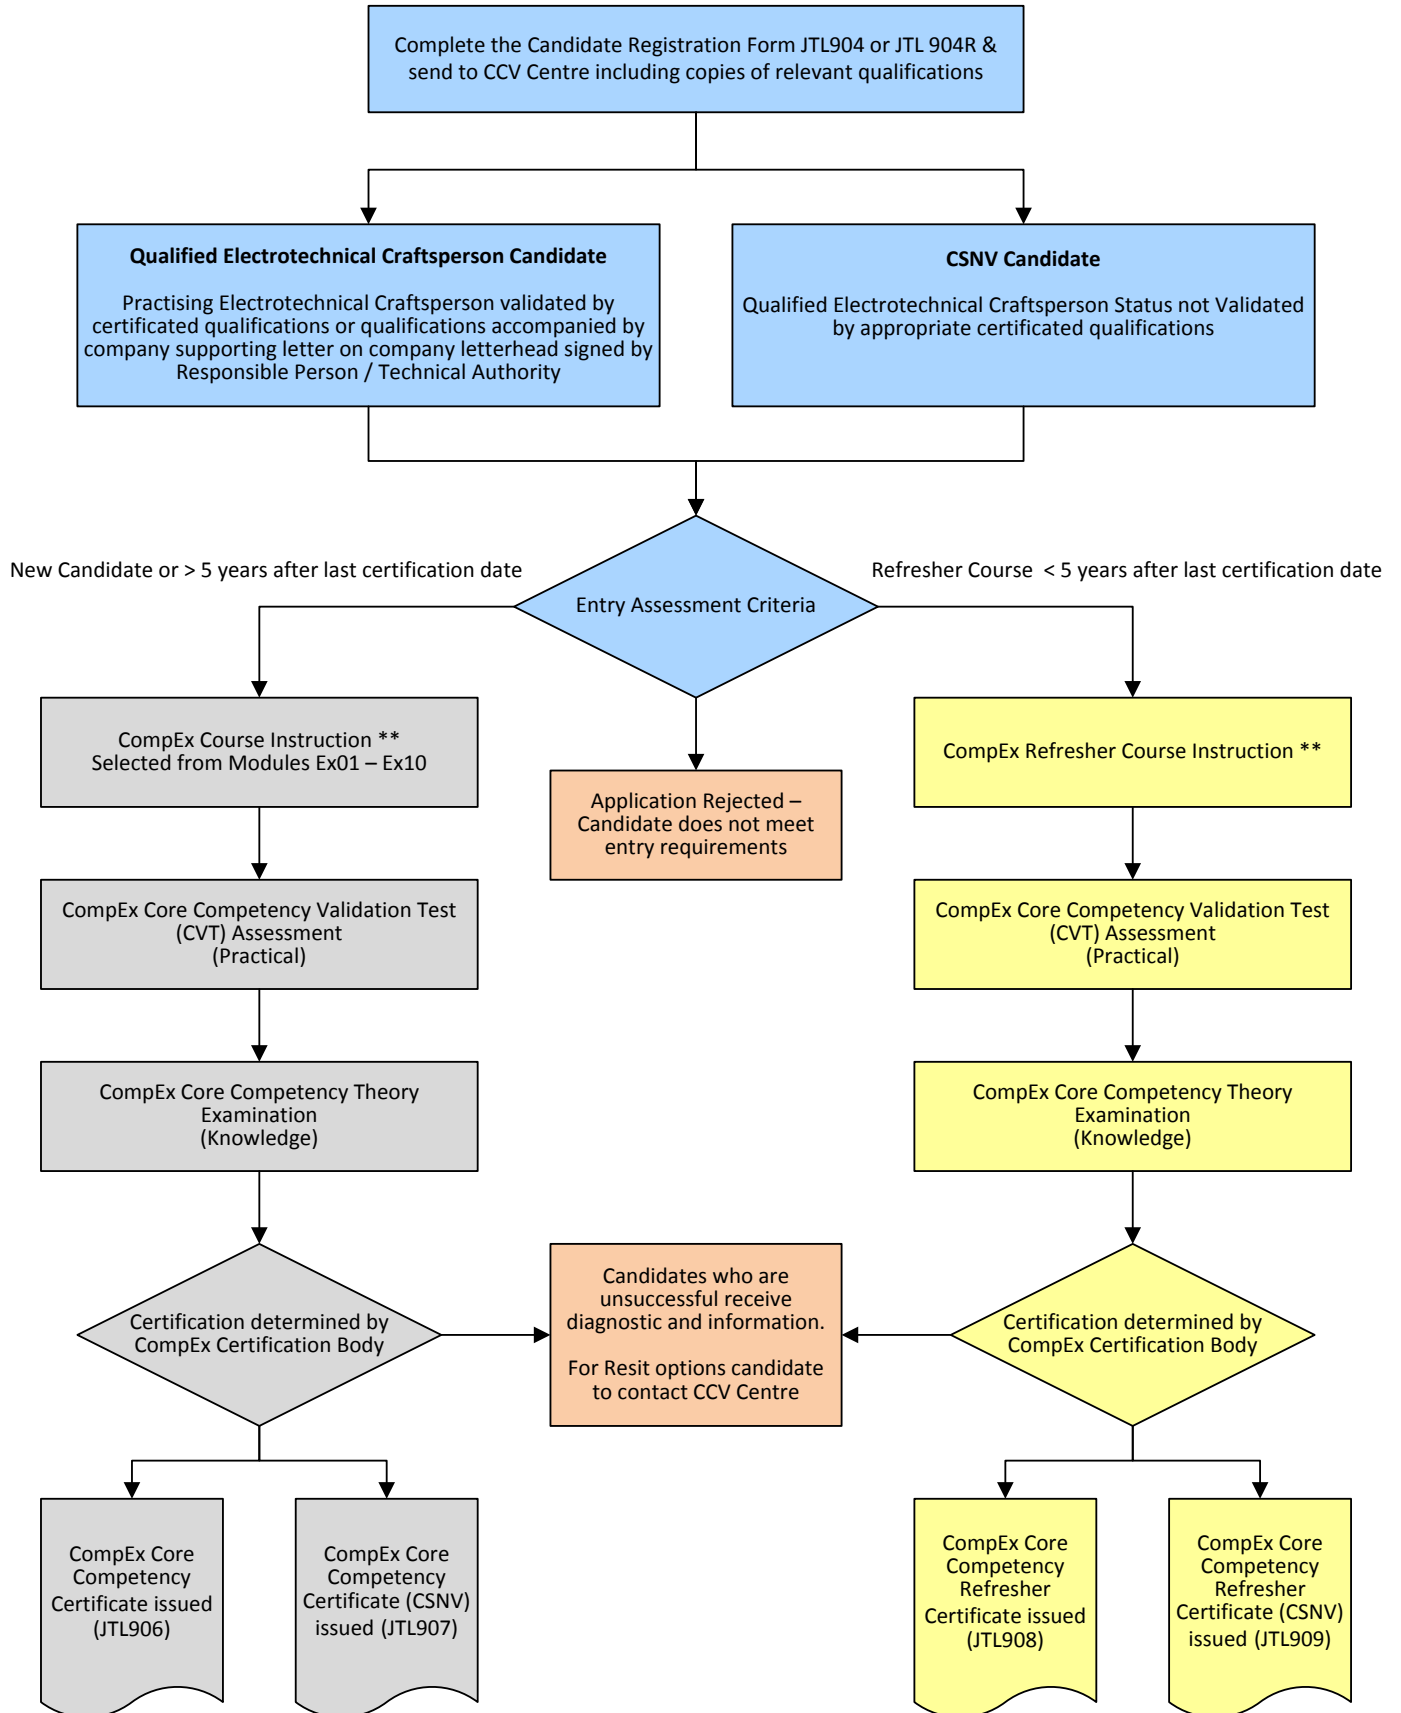 Complete the Candidate Registration Form JTL904 or JTL 904R &
send to CCV Centre including copies of relevant qualifications
Qualified Electrotechnical Craftsperson Candidate
Practising Electrotechnical Craftsperson validated by
certificated qualifications or qualifications accompanied by
company supporting letter on company letterhead signed by
Responsible Person / Technical Authority
CSNV Candidate
Qualified Electrotechnical Craftsperson Status not Validated
by appropriate certificated qualifications
New Candidate or > 5 years after last certification date
Refresher Course < 5 years after last certification date
Entry Assessment Criteria
CompEx Course Instruction **
Selected from Modules Ex01 – Ex10
Application Rejected –
Candidate does not meet
entry requirements
CompEx Refresher Course Instruction **
CompEx Core Competency Validation Test
(CVT) Assessment
(Practical)
CompEx Core Competency Validation Test
(CVT) Assessment
(Practical)
CompEx Core Competency Theory
Examination
(Knowledge)
CompEx Core Competency Theory
Examination
(Knowledge)
Certification determined by
CompEx Certification Body
Candidates who are
unsuccessful receive
diagnostic and information.
For Resit options candidate
to contact CCV Centre
Certification determined by
CompEx Certification Body
CompEx Core
Competency
Certificate issued
(JTL906)
CompEx Core
Competency
Certificate (CSNV)
issued (JTL907)
CompEx Core
Competency
Refresher
Certificate issued
(JTL908)
CompEx Core
Competency
Refresher
Certificate (CSNV)
issued (JTL909)